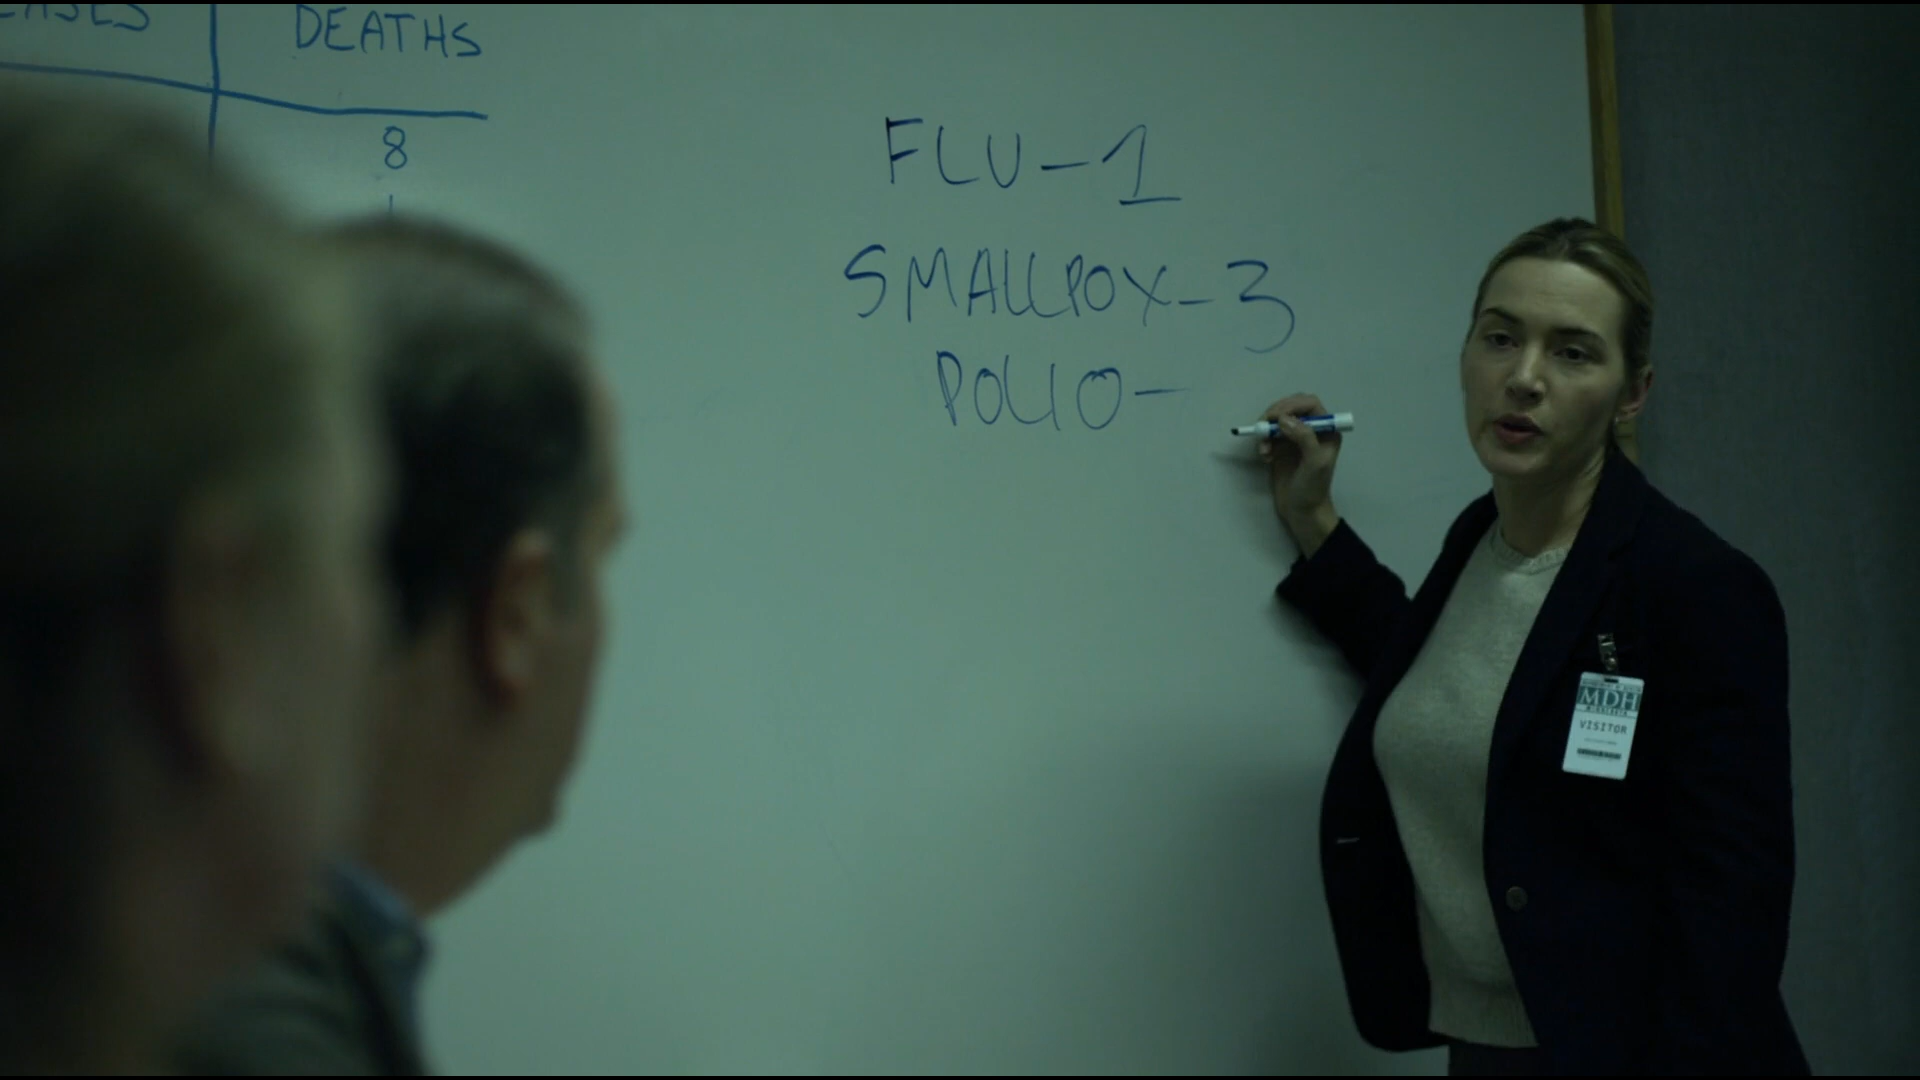 DEATHS
8
FLU-1
SMALLPOX-3
POLIO-
MDH
VISITOR